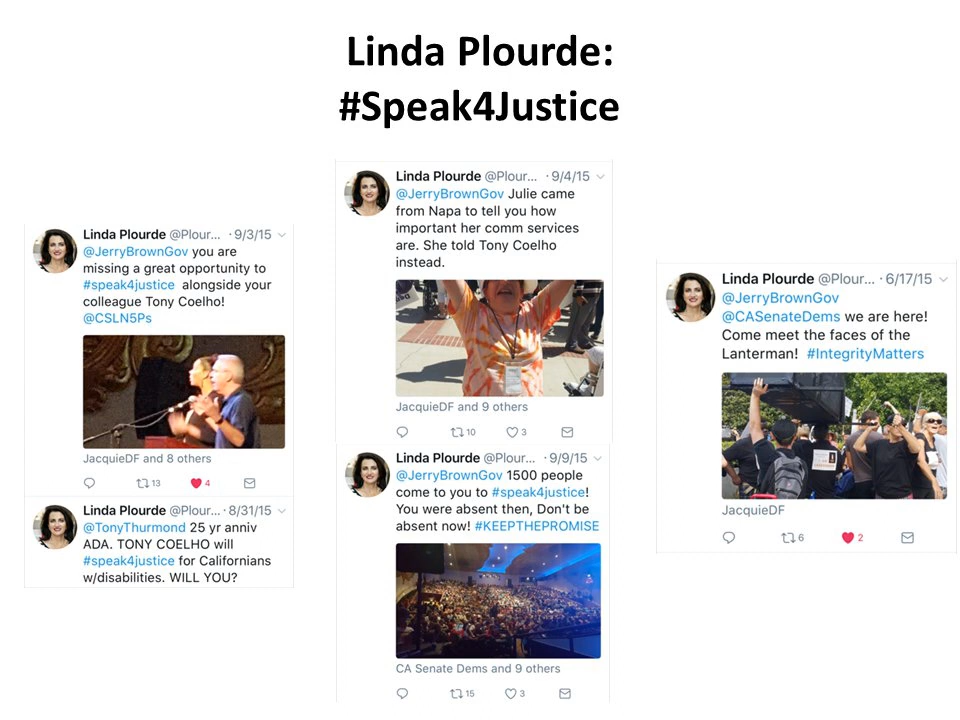 Linda Plourde:
#Speak4Justice
Linda Plourde @Plour... · 9/3/15
@JerryBrownGov you are
missing a great opportunity to
#speak4justice alongside your
colleague Tony Coelho!
@CSLN5Ps
JacquieDF and 8 others
13 4
Linda Plourde @Plour... · 8/31/15
@TonyThurmond 25 yr anniv
ADA. TONY COELHO will
#speak4justice for Californians
w/disabilities. WILL YOU?
Linda Plourde @Plour... · 9/4/15
@JerryBrownGov Julie came
from Napa to tell you how
important her comm services
are. She told Tony Coelho
instead.
JacquieDF and 9 others
10 3
Linda Plourde @Plour... · 9/9/15
@JerryBrownGov 1500 people
come to you to #speak4justice!
You were absent then, Don't be
absent now! #KEEPTHEPROMISE
CA Senate Dems and 9 others
15 3
Linda Plourde @Plour... · 6/17/15
@JerryBrownGov
@CASenateDems we are here!
Come meet the faces of the
Lanterman! #IntegrityMatters
JacquieDF
6 2